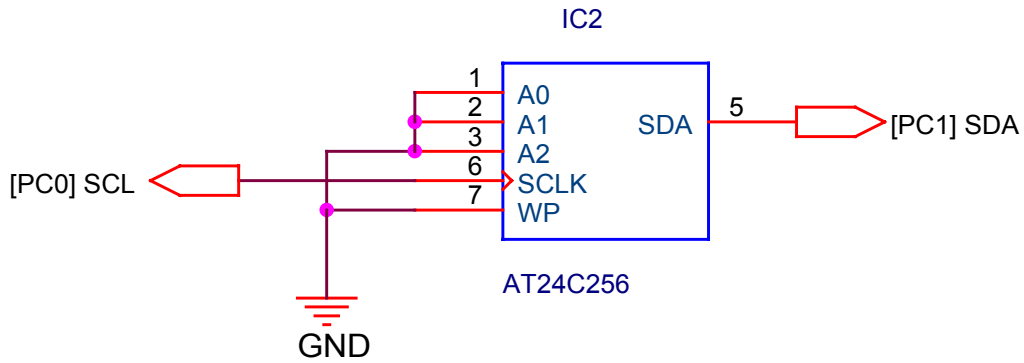 IC2
1
A0
2
A1
SDA
5
[PC1] SDA
3
A2
6
[PC0] SCL
SCLK
7
WP
AT24C256
GND